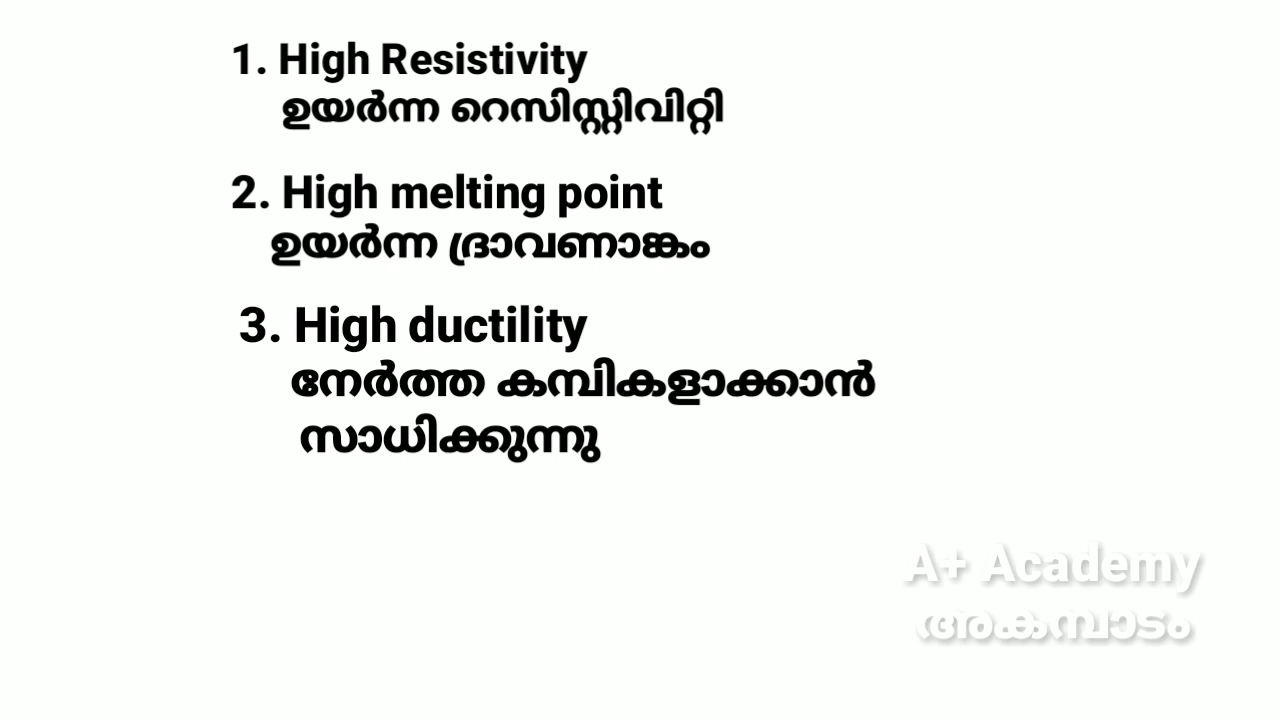 1. High Resistivity
ഉയർന്ന റെസിസ്റ്റിവിറ്റി
2. High melting point
ഉയർന്ന ദ്രാവണാങ്കം
3. High ductility
നേർത്ത കമ്പികളാക്കാൻ
സാധിക്കുന്നു
A+ Academy
അകമ്പാടം